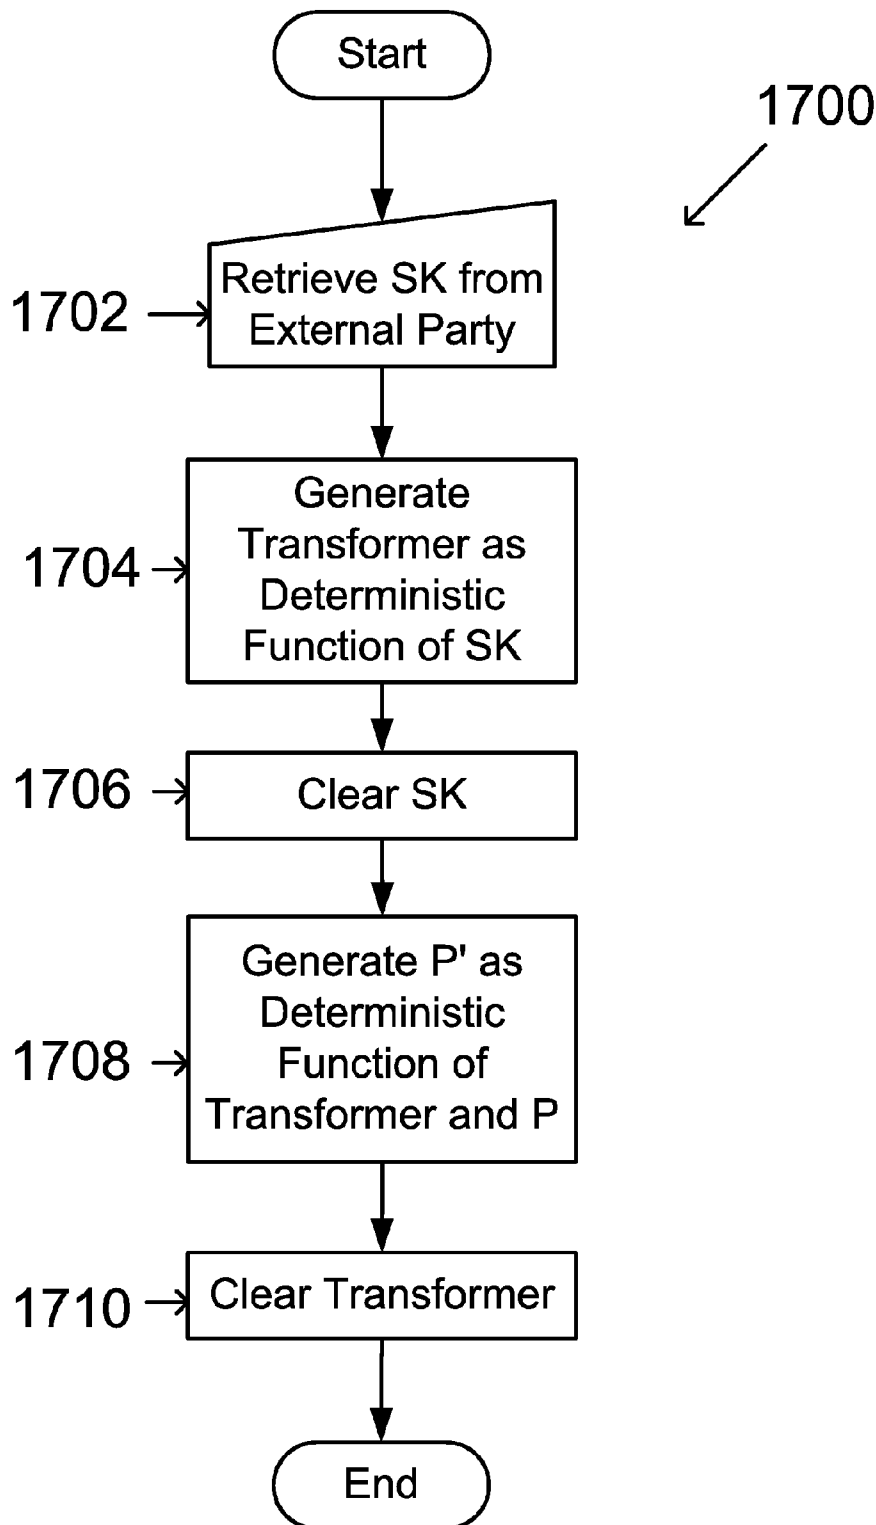 Start
1700
1702
Retrieve SK from
External Party
1704
Generate
Transformer as
Deterministic
Function of SK
1706
Clear SK
1708
Generate P' as
Deterministic
Function of
Transformer and P
1710
Clear Transformer
End